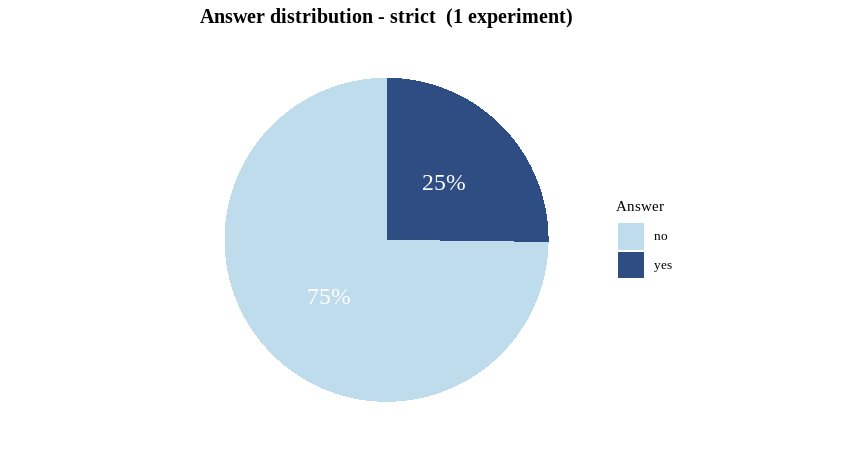 Answer distribution - strict  (1 experiment)
25%
75%
Answer
no
yes